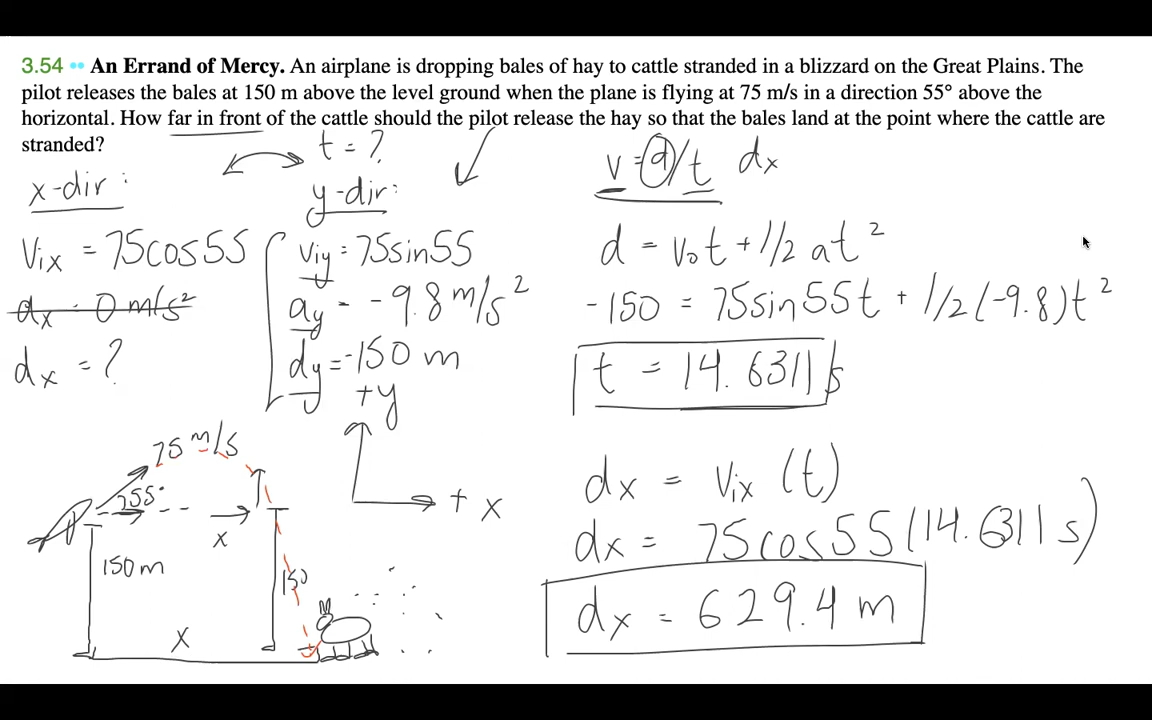 3.54 •• An Errand of Mercy. An airplane is dropping bales of hay to cattle stranded in a blizzard on the Great Plains. The
pilot releases the bales at 150 m above the level ground when the plane is flying at 75 m/s in a direction 55° above the
horizontal. How far in front of the cattle should the pilot release the hay so that the bales land at the point where the cattle are
stranded?
t = ?
x-dir:
Vix = 75cos55
ax = 0 m/s²
dx = ?
y-dir:
Viy = 75sin55
ay = -9.8 m/s²
dy = -150 m
+y
+ x
75 m/s
55°
x
150 m
150
x
v = d/t dx
d = v₀t + 1/2 at²
-150 = 75sin55t + 1/2(-9.8)t²
t = 14.6311 s
dx = Vix (t)
dx = 75cos55(14.6311 s)
dx = 629.4 m